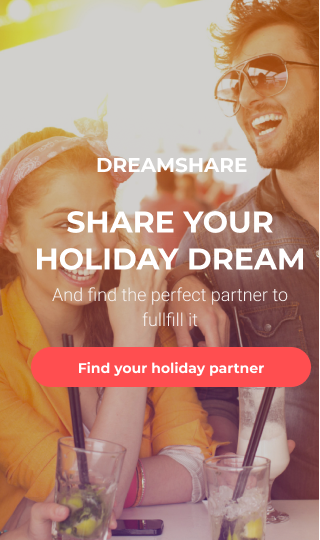 DREAMSHARE
SHARE YOUR
HOLIDAY DREAM
And find the perfect partner to
fullfill it
Find your holiday partner